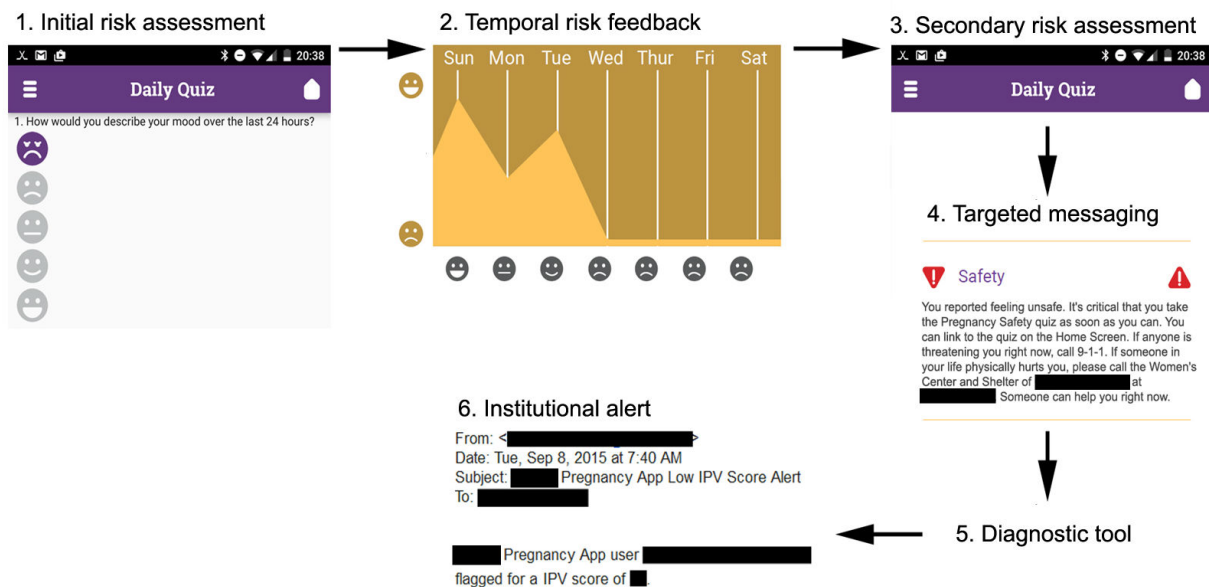 1. Initial risk assessment
20:38
Daily Quiz
1. How would you describe your mood over the last 24 hours?
2. Temporal risk feedback
Sun Mon Tue Wed Thur Fri Sat
3. Secondary risk assessment
20:38
Daily Quiz
4. Targeted messaging
Safety
You reported feeling unsafe. It's critical that you take
the Pregnancy Safety quiz as soon as you can. You
can link to the quiz on the Home Screen. If anyone is
threatening you right now, call 9-1-1. If someone in
your life physically hurts you, please call the Women's
Center and Shelter of at
Someone can help you right now.
5. Diagnostic tool
6. Institutional alert
From: < >
Date: Tue, Sep 8, 2015 at 7:40 AM
Subject: Pregnancy App Low IPV Score Alert
To:
Pregnancy App user
flagged for a IPV score of .